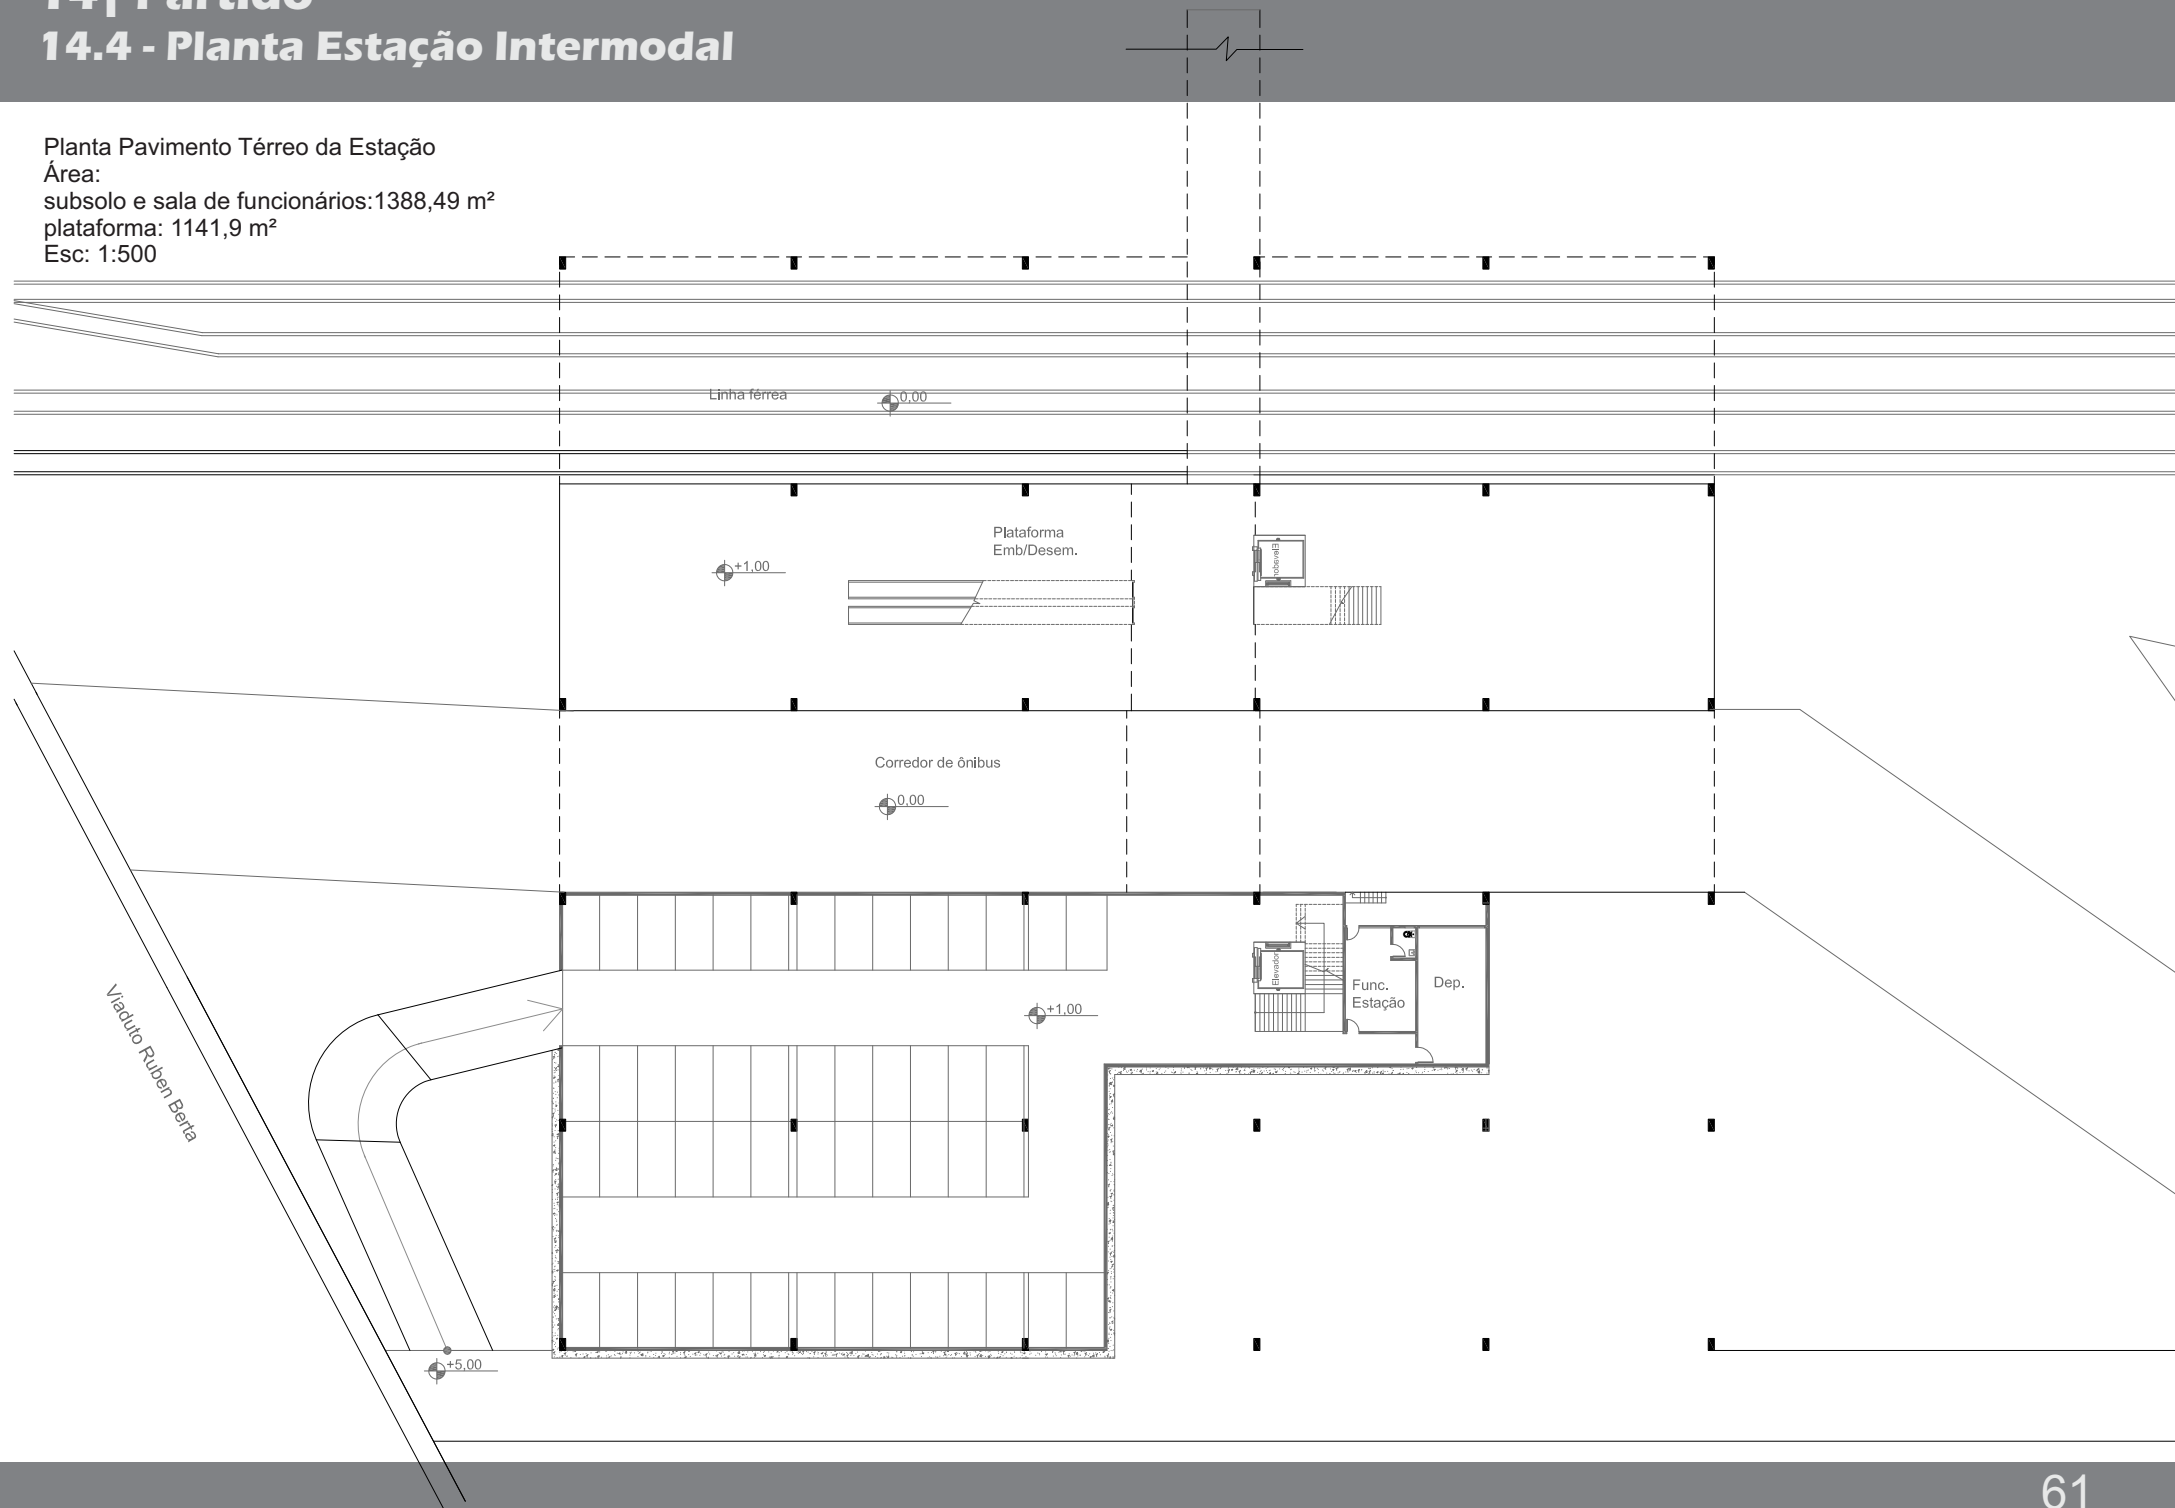 14| Partido
14.4 - Planta Estação Intermodal
Planta Pavimento Térreo da Estação
Área:
subsolo e sala de funcionários:1388,49 m²
plataforma: 1141,9 m²
Esc: 1:500
Linha férrea
0,00
Plataforma
Emb/Desem.
Elevador
+1,00
Corredor de ônibus
0,00
Elevador
Func.
Estação
Dep.
+1,00
Viaduto Ruben Berta
+5,00
61